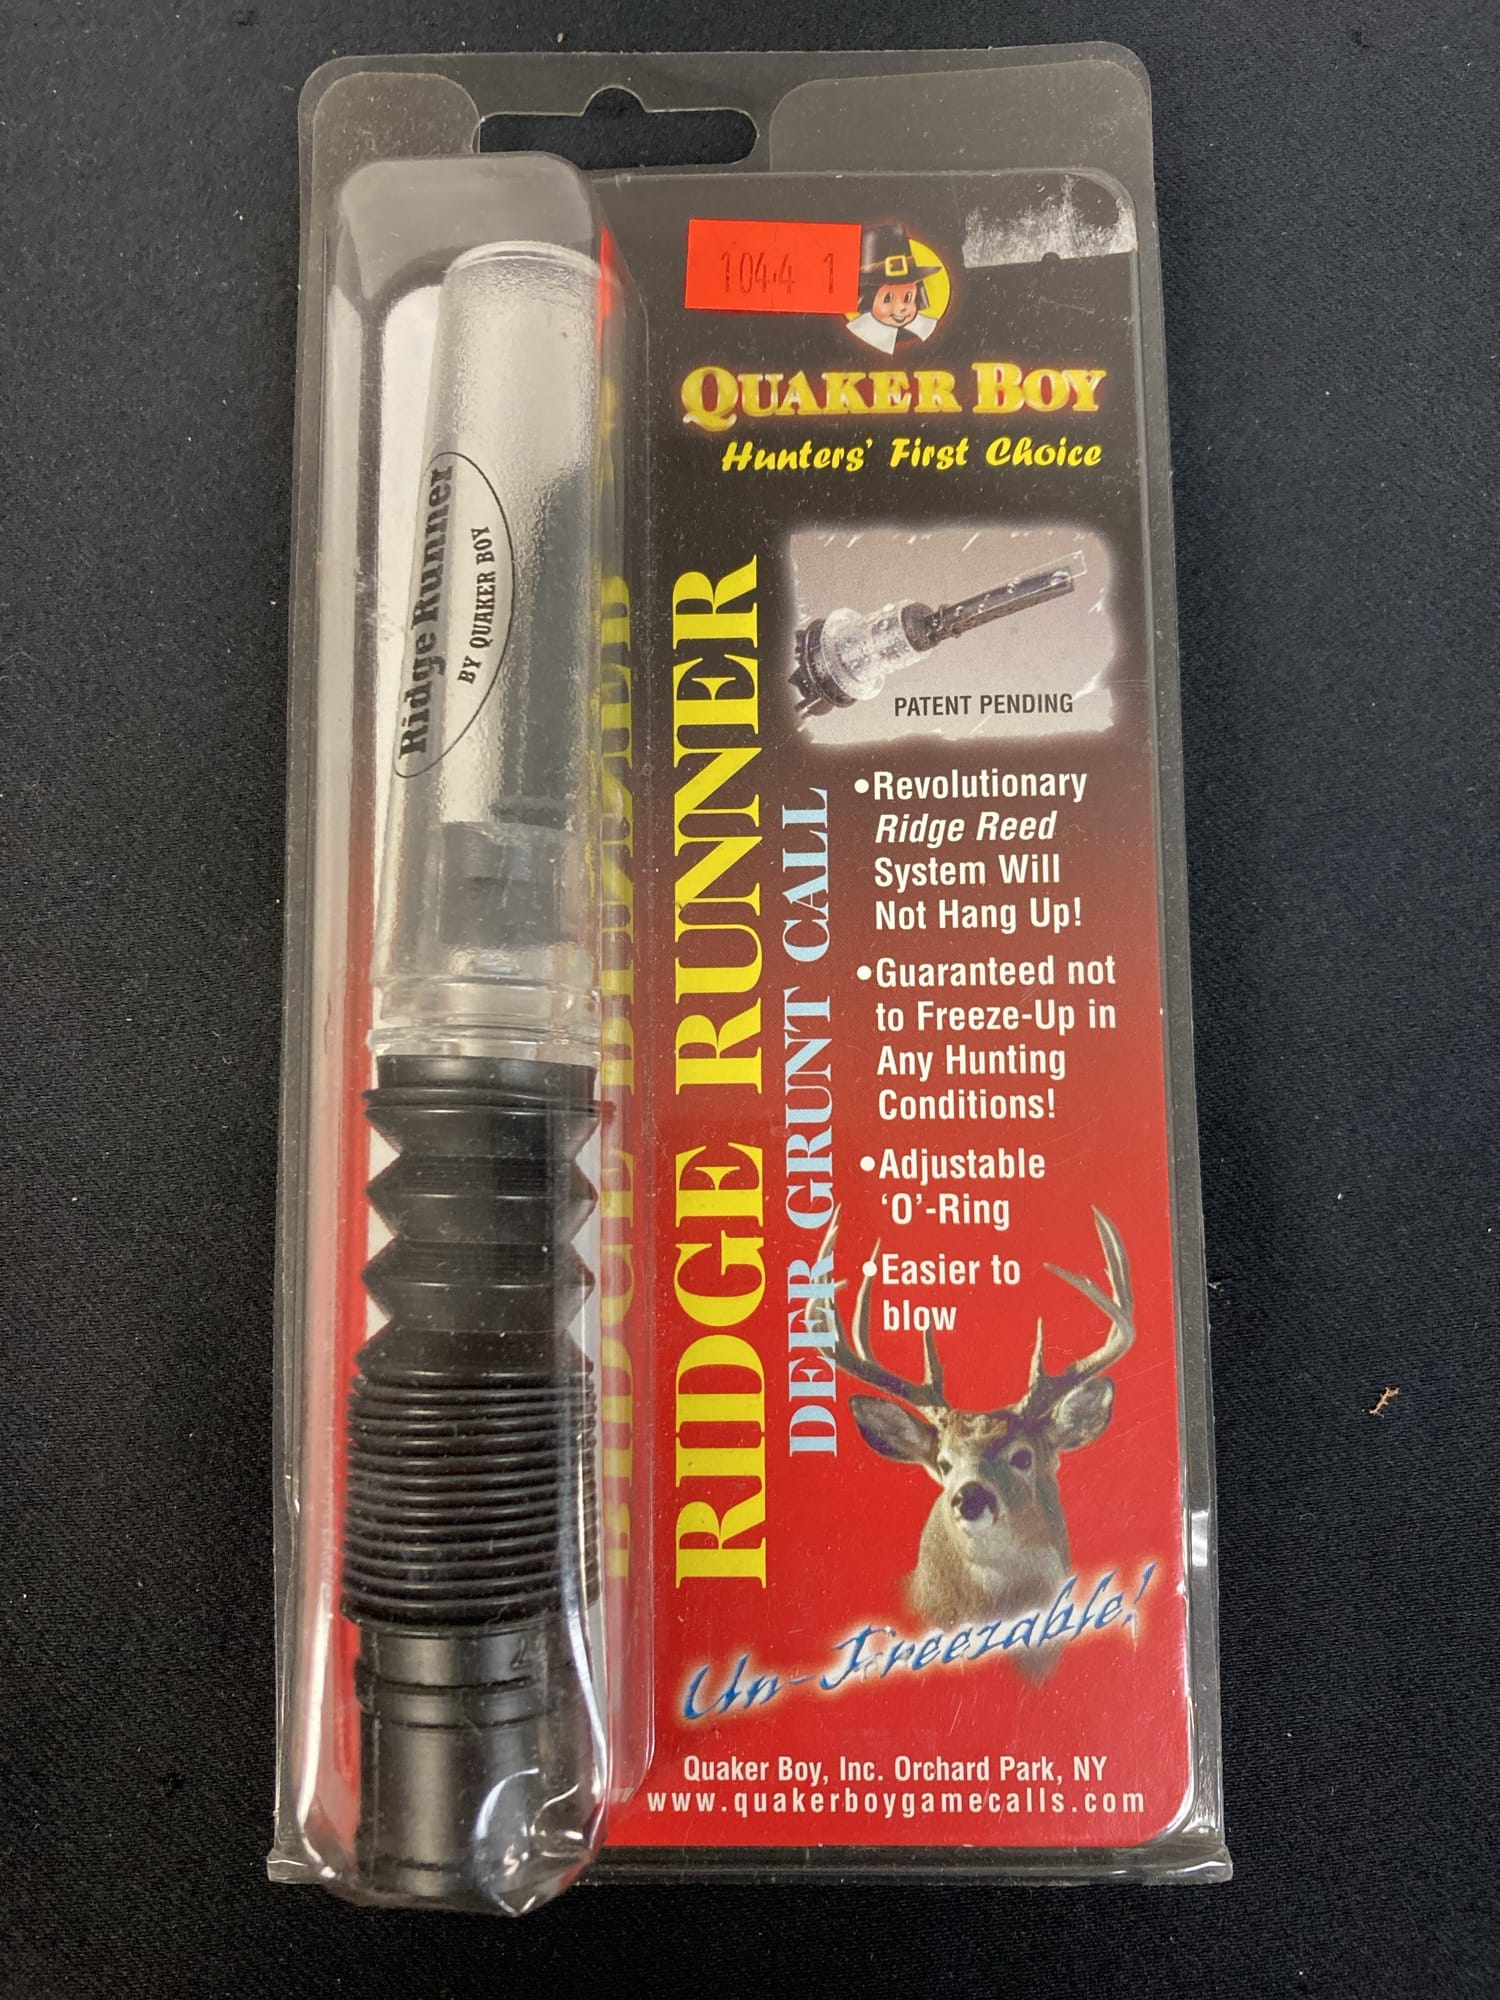 1044 1
QUAKER BOY
Hunters' First Choice
Ridge Runner
BY QUAKER BOY
RIDGE RUNNER
DEER GRUNT CALL
PATENT PENDING
•Revolutionary
Ridge Reed
System Will
Not Hang Up!
•Guaranteed not
to Freeze-Up in
Any Hunting
Conditions!
•Adjustable
'O'-Ring
•Easier to
blow
Un-Freezable!
Quaker Boy, Inc. Orchard Park, NY
www.quakerboygamecalls.com